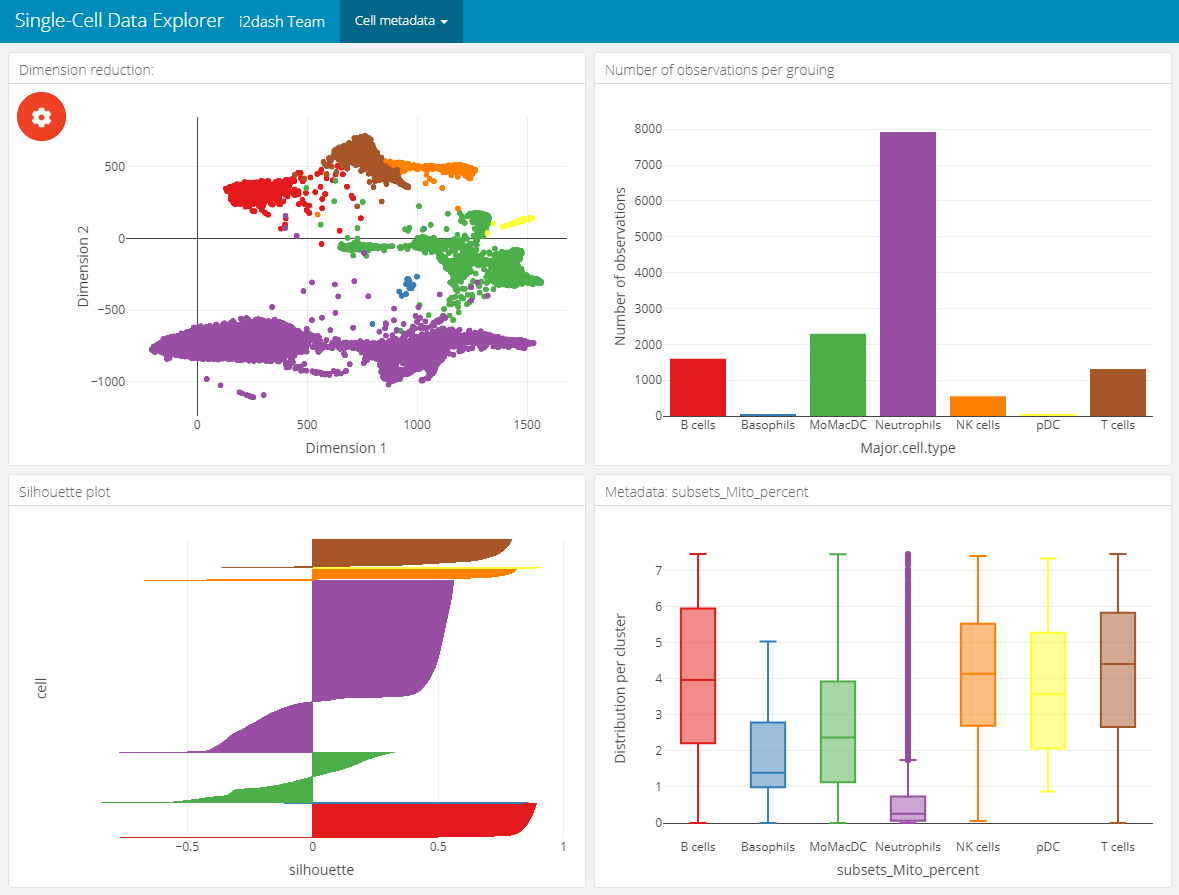 Single-Cell Data Explorer i2dash Team Cell metadata
Dimension reduction:
500
0
−500
−1000
Dimension 2
0 500 1000 1500
Dimension 1
Number of observations per grouing
8000
7000
6000
5000
4000
3000
2000
1000
0
Number of observations
B cells Basophils MoMacDC Neutrophils NK cells pDC T cells
Major.cell.type
Silhouette plot
cell
−0.5 0 0.5 1
silhouette
Metadata: subsets_Mito_percent
7
6
5
4
3
2
1
0
Distribution per cluster
B cells Basophils MoMacDC Neutrophils NK cells pDC T cells
subsets_Mito_percent